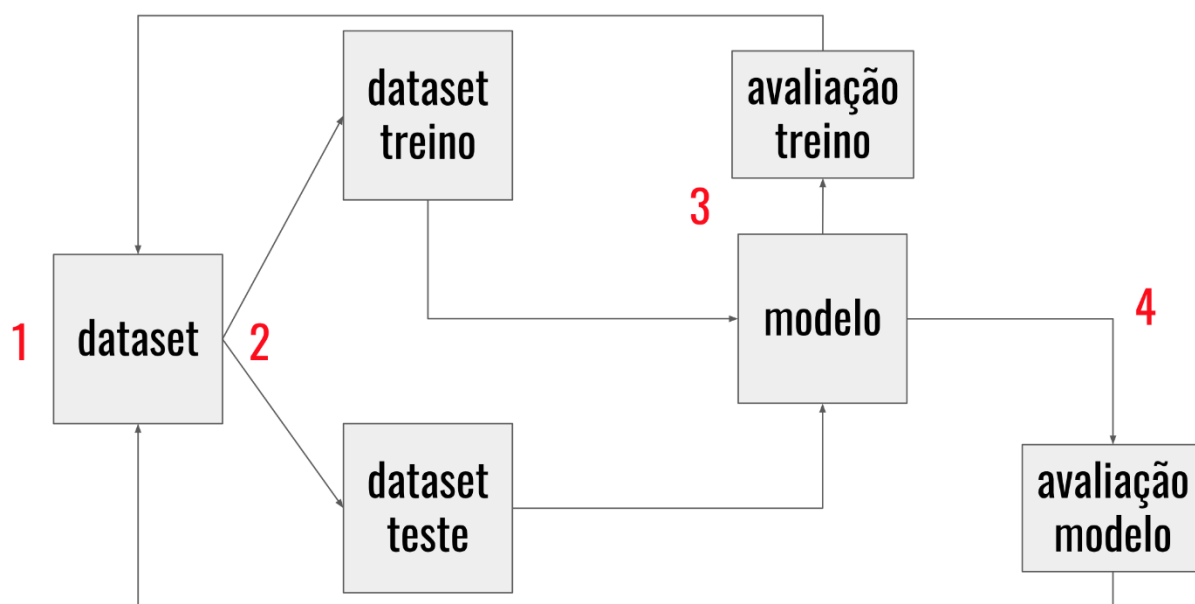 1
dataset
2
dataset
treino
dataset
teste
3
avaliação
treino
modelo
4
avaliação
modelo